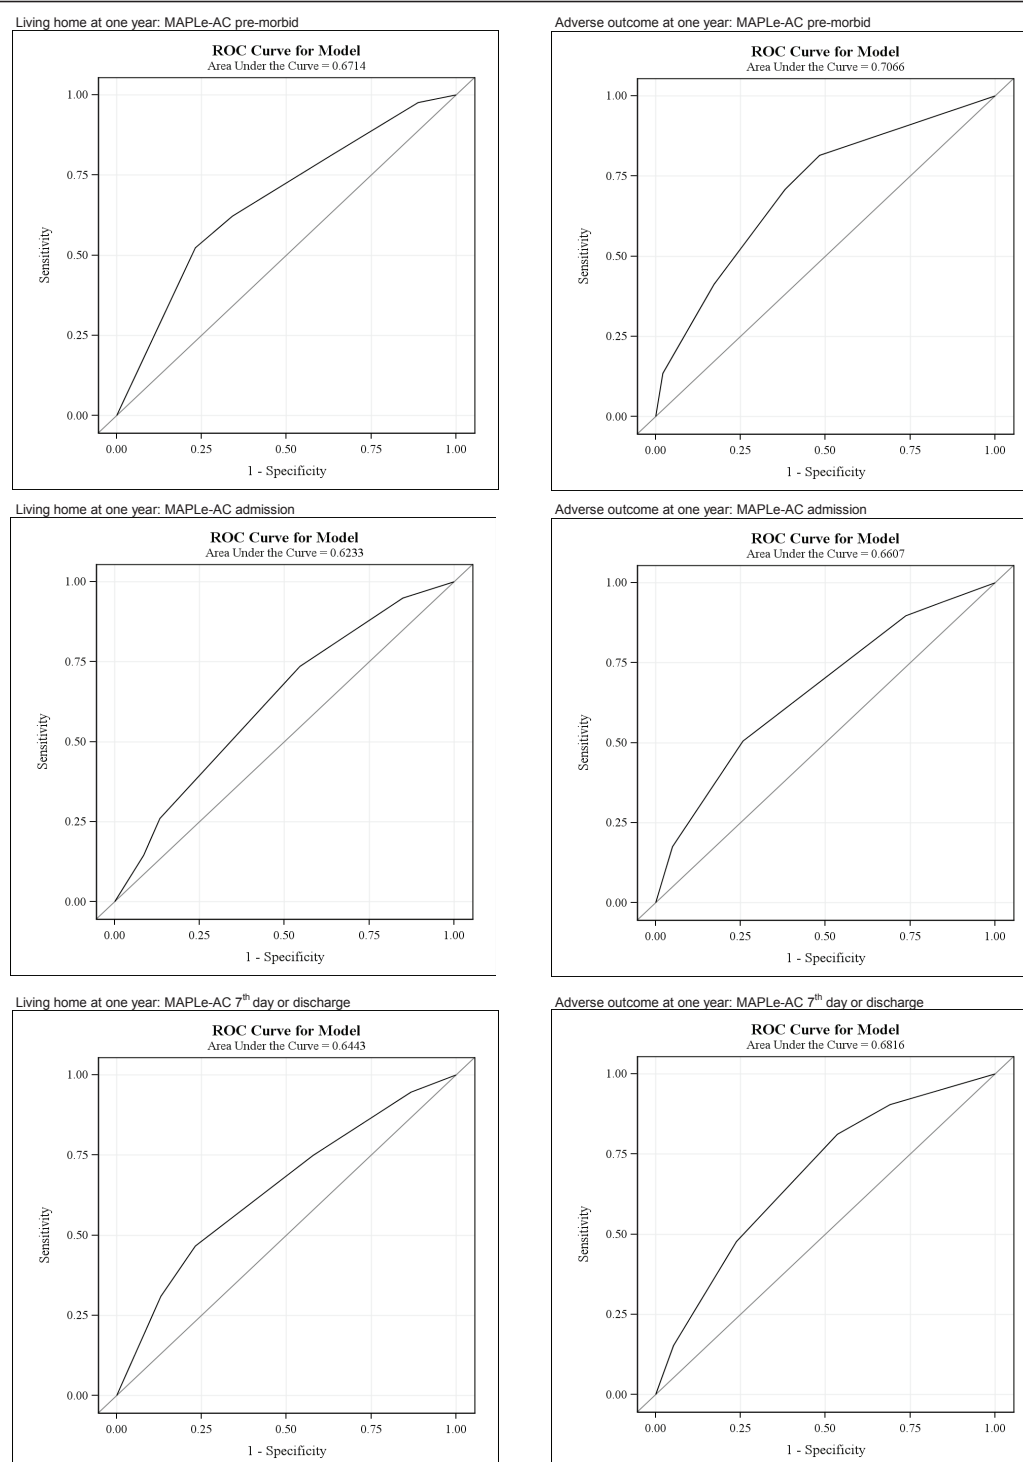 Living home at one year: MAPLe-AC pre-morbid
ROC Curve for Model
Area Under the Curve = 0.6714
1.00
0.75
0.50
0.25
0.00
Sensitivity
0.00 0.25 0.50 0.75 1.00
1 - Specificity
Adverse outcome at one year: MAPLe-AC pre-morbid
ROC Curve for Model
Area Under the Curve = 0.7066
1.00
0.75
0.50
0.25
0.00
Sensitivity
0.00 0.25 0.50 0.75 1.00
1 - Specificity
Living home at one year: MAPLe-AC admission
ROC Curve for Model
Area Under the Curve = 0.6233
1.00
0.75
0.50
0.25
0.00
Sensitivity
0.00 0.25 0.50 0.75 1.00
1 - Specificity
Adverse outcome at one year: MAPLe-AC admission
ROC Curve for Model
Area Under the Curve = 0.6607
1.00
0.75
0.50
0.25
0.00
Sensitivity
0.00 0.25 0.50 0.75 1.00
1 - Specificity
Living home at one year: MAPLe-AC 7th day or discharge
ROC Curve for Model
Area Under the Curve = 0.6443
1.00
0.75
0.50
0.25
0.00
Sensitivity
0.00 0.25 0.50 0.75 1.00
1 - Specificity
Adverse outcome at one year: MAPLe-AC 7th day or discharge
ROC Curve for Model
Area Under the Curve = 0.6816
1.00
0.75
0.50
0.25
0.00
Sensitivity
0.00 0.25 0.50 0.75 1.00
1 - Specificity